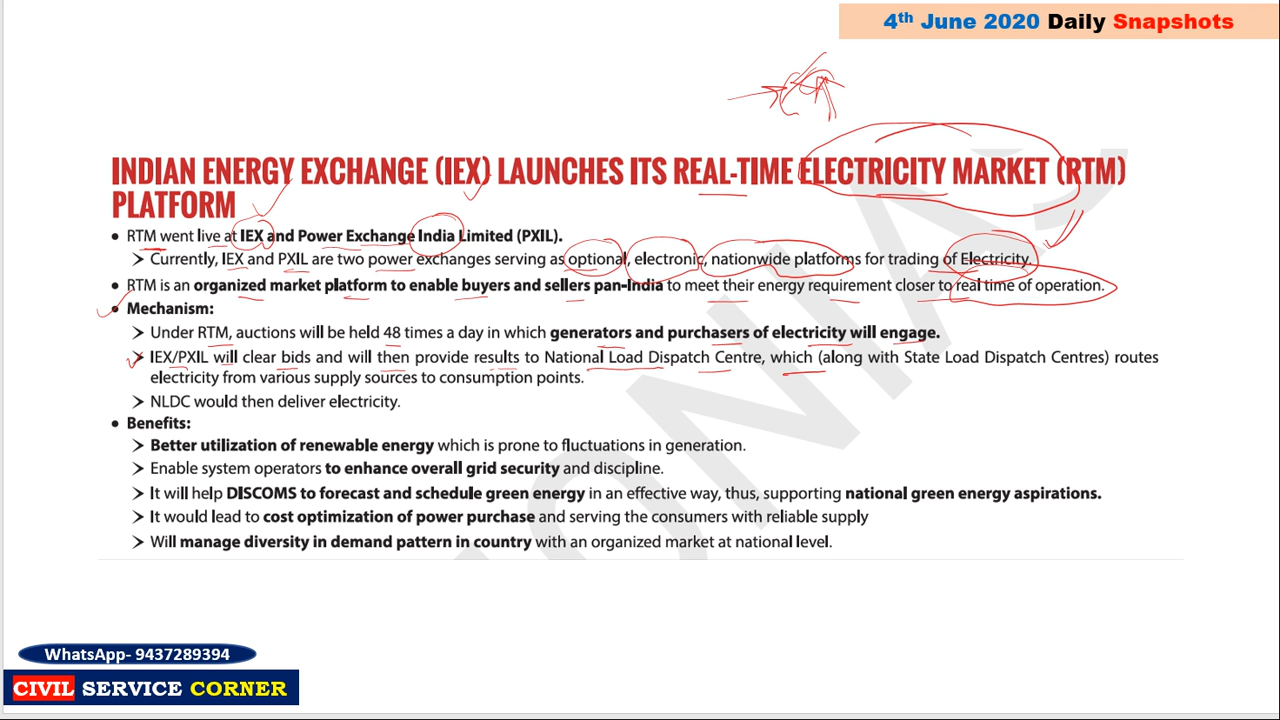 4th June 2020 Daily Snapshots
INDIAN ENERGY EXCHANGE (IEX) LAUNCHES ITS REAL-TIME ELECTRICITY MARKET (RTM)
PLATFORM
• RTM went live at IEX and Power Exchange India Limited (PXIL).
➢ Currently, IEX and PXIL are two power exchanges serving as optional, electronic, nationwide platforms for trading of Electricity.
• RTM is an organized market platform to enable buyers and sellers pan-India to meet their energy requirement closer to real time of operation.
• Mechanism:
➢ Under RTM, auctions will be held 48 times a day in which generators and purchasers of electricity will engage.
➢ IEX/PXIL will clear bids and will then provide results to National Load Dispatch Centre, which (along with State Load Dispatch Centres) routes
electricity from various supply sources to consumption points.
➢ NLDC would then deliver electricity.
• Benefits:
➢ Better utilization of renewable energy which is prone to fluctuations in generation.
➢ Enable system operators to enhance overall grid security and discipline.
➢ It will help DISCOMS to forecast and schedule green energy in an effective way, thus, supporting national green energy aspirations.
➢ It would lead to cost optimization of power purchase and serving the consumers with reliable supply
➢ Will manage diversity in demand pattern in country with an organized market at national level.
WhatsApp- 9437289394
CIVIL SERVICE CORNER